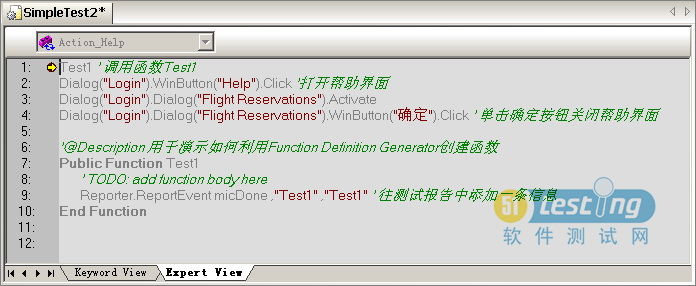 SimpleTest2*
Action_Help
1: Test1 '调用函数Test1
2: Dialog("Login").WinButton("Help").Click '打开帮助界面
3: Dialog("Login").Dialog("Flight Reservations").Activate
4: Dialog("Login").Dialog("Flight Reservations").WinButton("确定").Click '单击确定按钮关闭帮助界面
5:
6: '@Description 用于演示如何利用Function Definition Generator创建函数
7: Public Function Test1
8: ' TODO: add function body here
9: Reporter.ReportEvent micDone ,"Test1" ,"Test1" '往测试报告中添加一条信息
10: End Function
11:
12:
51Testing
软件测试网
Keyword View Expert View